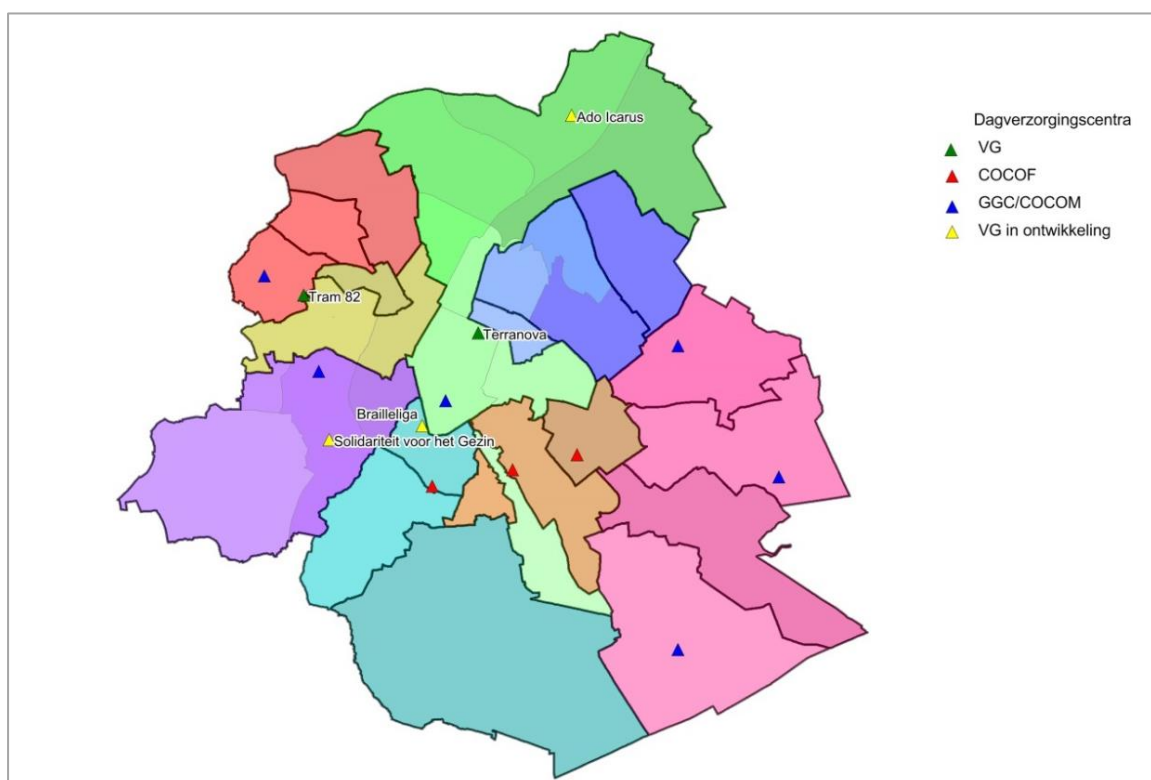 Ado Icarus
Dagverzorgingscentra
VG
COCOF
GGC/COCOM
VG in ontwikkeling
Tram 82
Terranova
Brailleliga
Solidariteit voor het Gezin